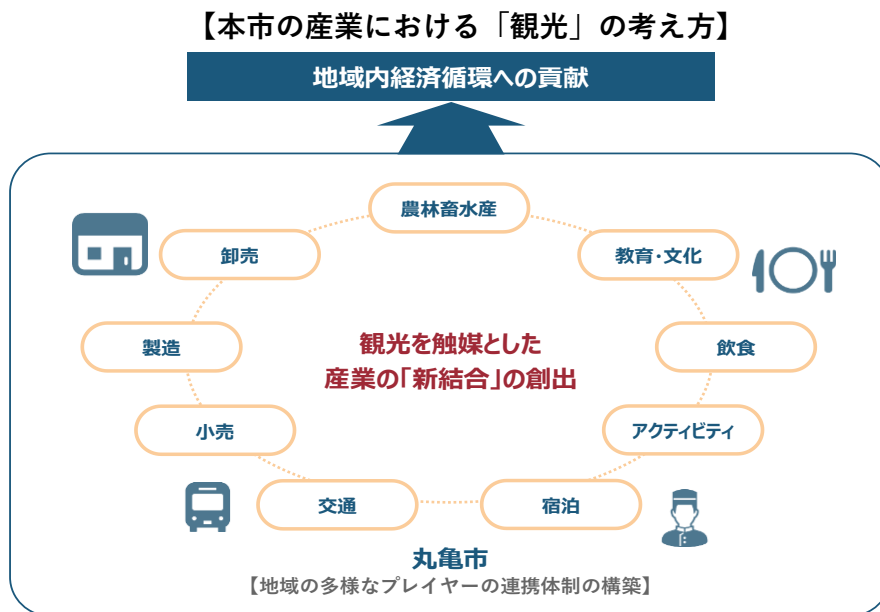 【本市の産業における「観光」の考え方】
地域内経済循環への貢献
農林畜水産
卸売
教育・文化
製造
観光を触媒とした
産業の「新結合」の創出
飲食
小売
アクティビティ
交通
宿泊
丸亀市
【地域の多様なプレイヤーの連携体制の構築】